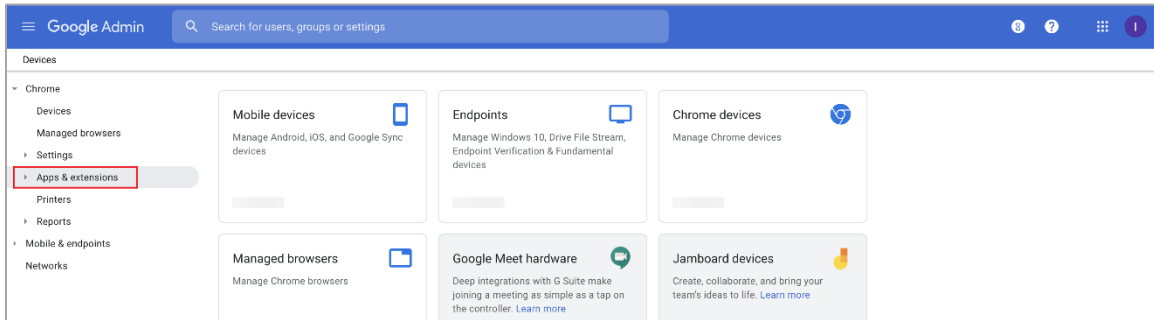 Google Admin
Search for users, groups or settings
8
?
I
Devices
Chrome
Devices
Managed browsers
Settings
Apps & extensions
Printers
Reports
Mobile & endpoints
Networks
Mobile devices
Manage Android, iOS, and Google Sync
devices
Endpoints
Manage Windows 10, Drive File Stream,
Endpoint Verification & Fundamental
devices
Chrome devices
Manage Chrome devices
Managed browsers
Manage Chrome browsers
Google Meet hardware
Deep integrations with G Suite make
joining a meeting as simple as a tap on
the controller. Learn more
Jamboard devices
Create, collaborate, and bring your
team's ideas to life. Learn more